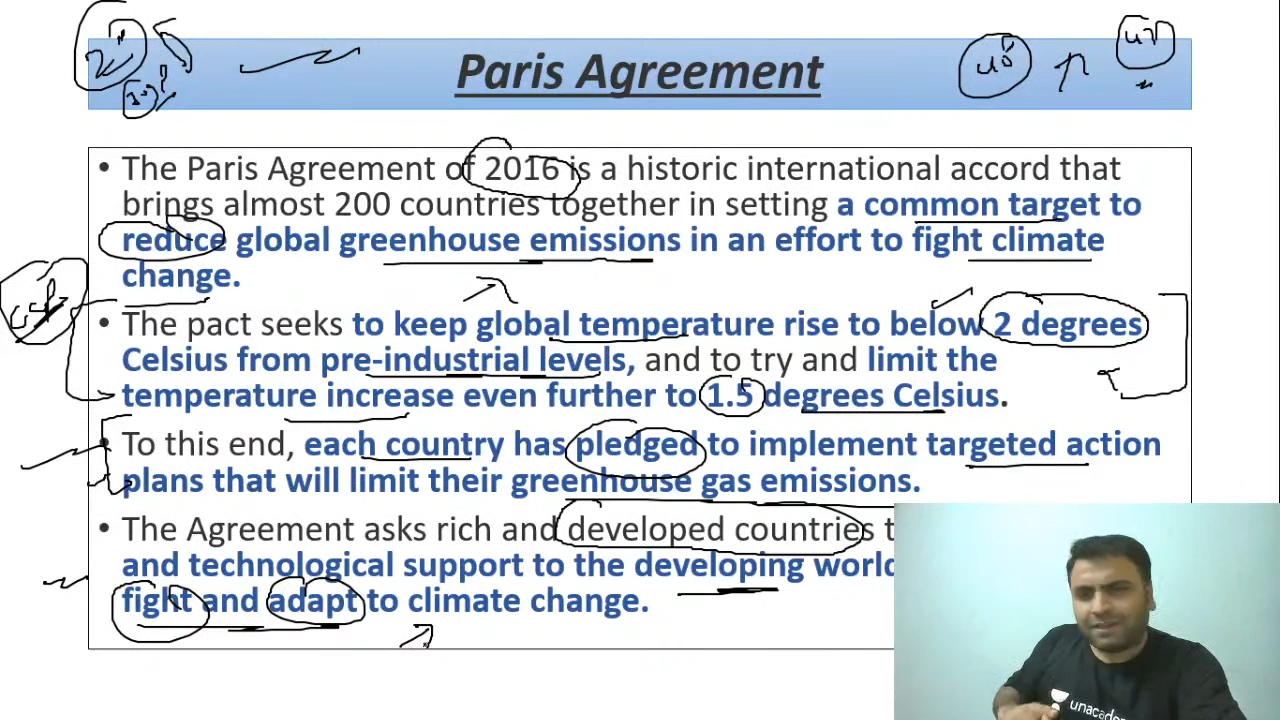 Paris Agreement
• The Paris Agreement of 2016 is a historic international accord that
brings almost 200 countries together in setting a common target to
reduce global greenhouse emissions in an effort to fight climate
change.
• The pact seeks to keep global temperature rise to below 2 degrees
Celsius from pre-industrial levels, and to try and limit the
temperature increase even further to 1.5 degrees Celsius.
• To this end, each country has pledged to implement targeted action
plans that will limit their greenhouse gas emissions.
• The Agreement asks rich and developed countries
and technological support to the developing world
fight and adapt to climate change.